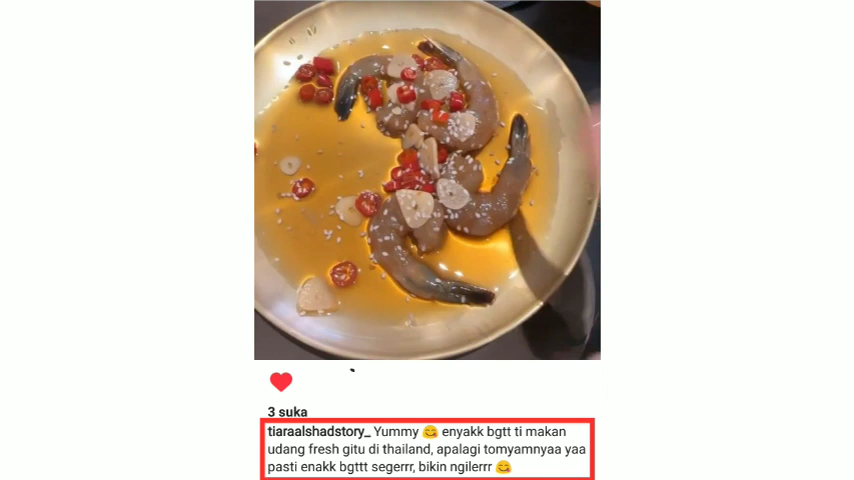 3 suka
tiaraalshadstory_ Yummy 😋 enyakk bgtt ti makan
udang fresh gitu di thailand, apalagi tomyamnyaa yaa
pasti enakk bgttt segerrr, bikin ngilerrr 😋